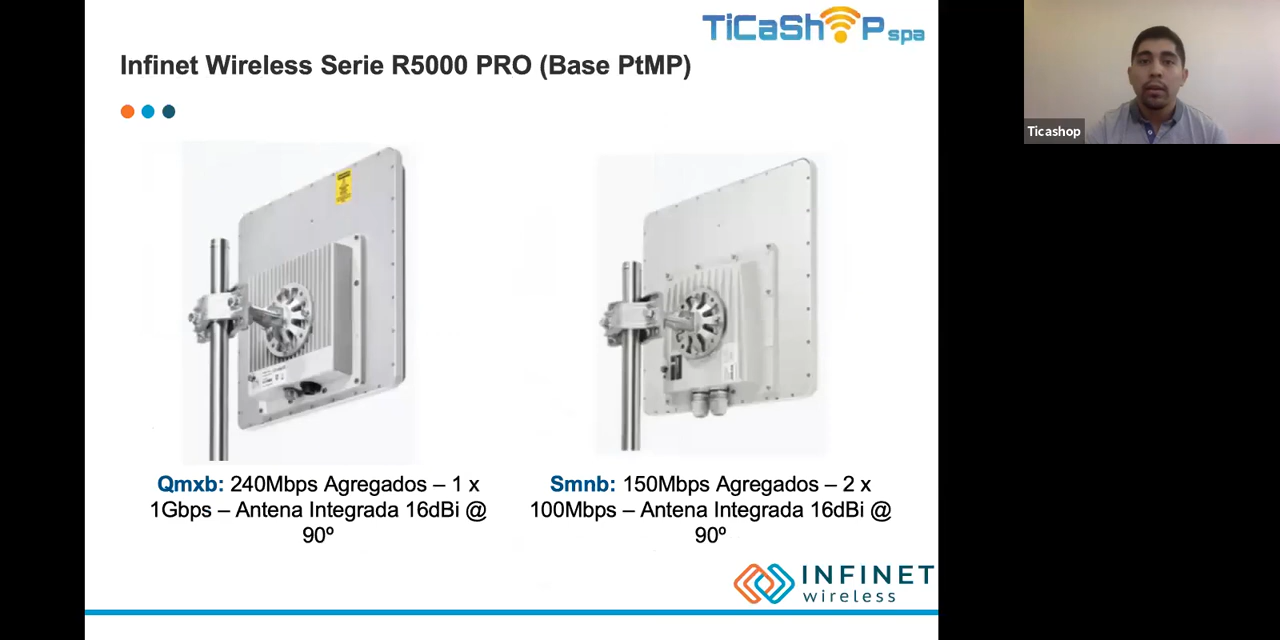 TiCaShOP spa
Infinet Wireless Serie R5000 PRO (Base PtMP)
Ticashop
Qmxb: 240Mbps Agregados – 1 x
1Gbps – Antena Integrada 16dBi @
90º
Smnb: 150Mbps Agregados – 2 x
100Mbps – Antena Integrada 16dBi @
90º
INFINET
wireless